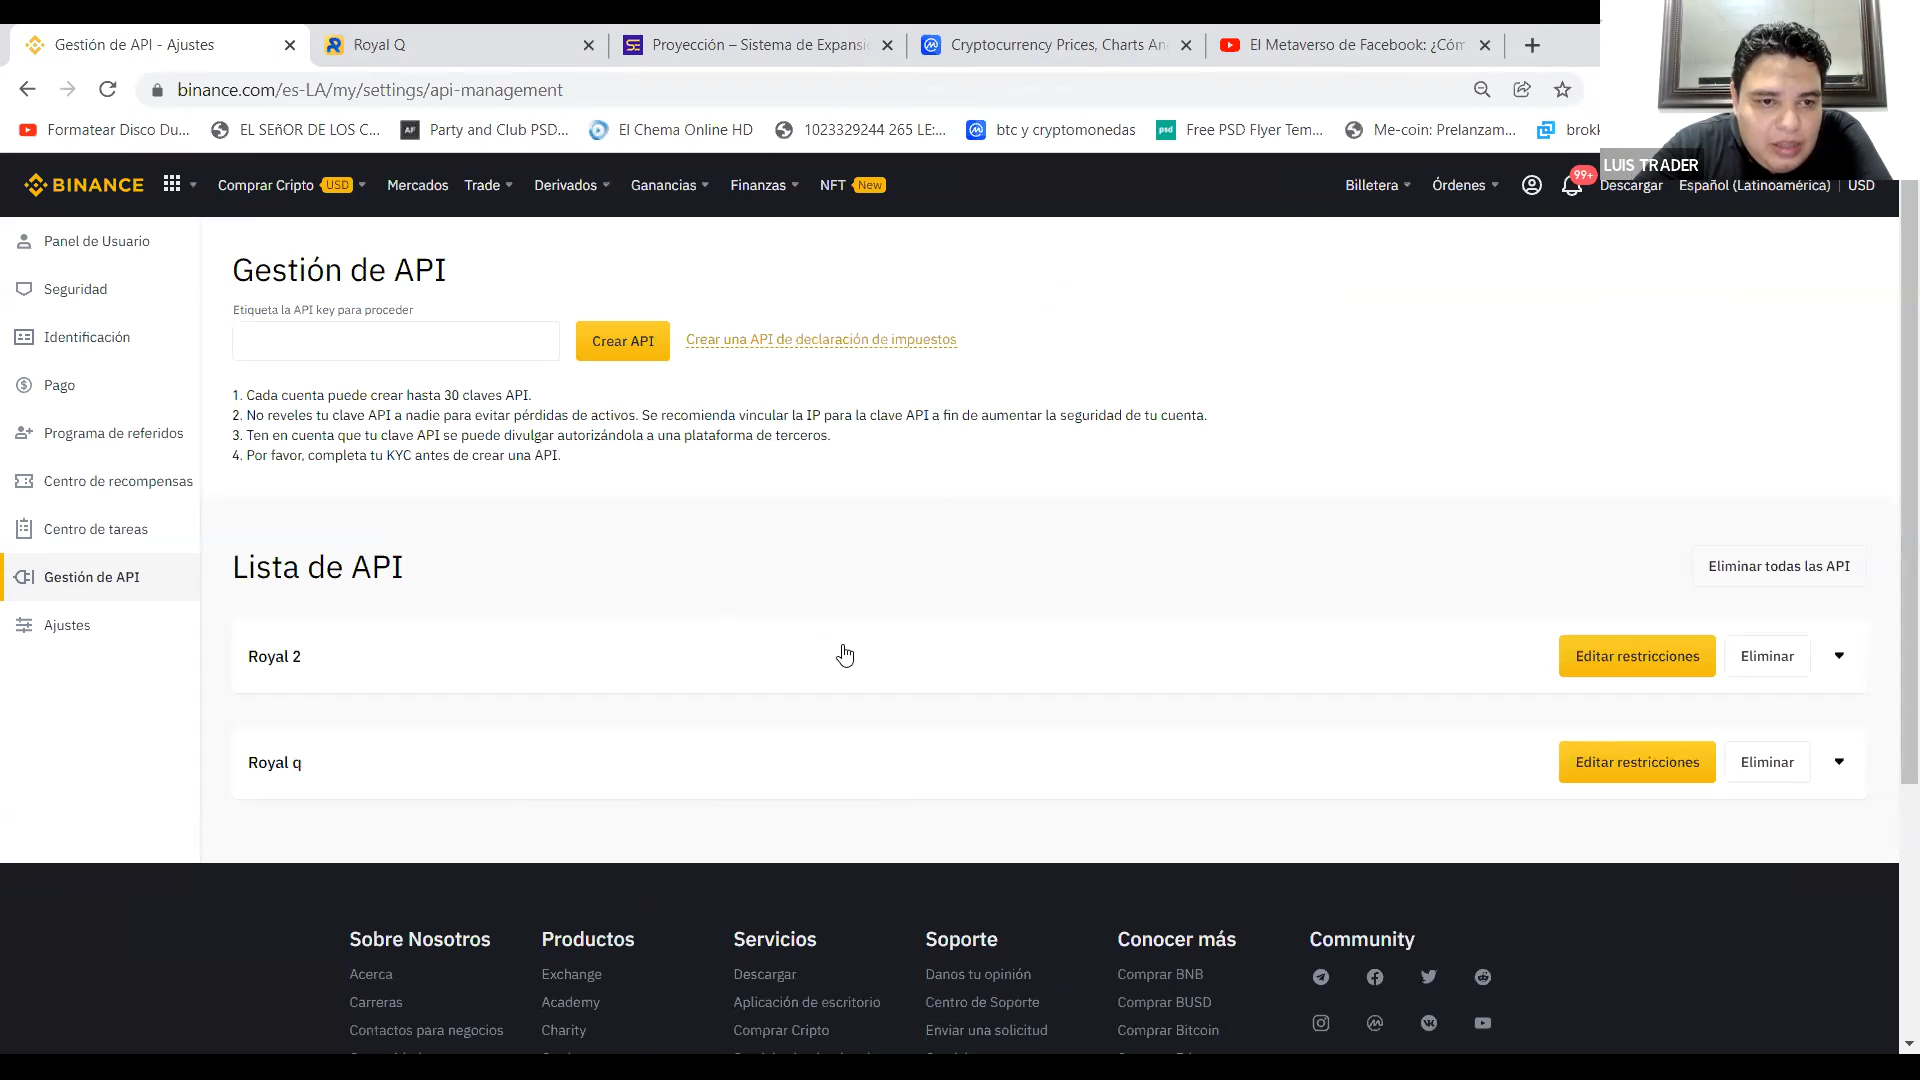 Gestión de API - Ajustes
Royal Q
Proyección – Sistema de Expansi
Cryptocurrency Prices, Charts An
El Metaverso de Facebook: ¿Cóm
binance.com/es-LA/my/settings/api-management
Formatear Disco Du...
EL SEñOR DE LOS C...
AF
Party and Club PSD...
El Chema Online HD
1023329244 265 LE:...
btc y cryptomonedas
psd
Free PSD Flyer Tem...
Me-coin: Prelanzam...
brokk
LUIS TRADER
BINANCE
Comprar Cripto USD
Mercados
Trade
Derivados
Ganancias
Finanzas
NFT New
Billetera
Órdenes
99+
Descargar
Español (Latinoamérica)
USD
Panel de Usuario
Seguridad
Identificación
Pago
Programa de referidos
Centro de recompensas
Centro de tareas
Gestión de API
Ajustes
Gestión de API
Etiqueta la API key para proceder
Crear API
Crear una API de declaración de impuestos
1. Cada cuenta puede crear hasta 30 claves API.
2. No reveles tu clave API a nadie para evitar pérdidas de activos. Se recomienda vincular la IP para la clave API a fin de aumentar la seguridad de tu cuenta.
3. Ten en cuenta que tu clave API se puede divulgar autorizándola a una plataforma de terceros.
4. Por favor, completa tu KYC antes de crear una API.
Lista de API
Eliminar todas las API
Royal 2
Editar restricciones
Eliminar
Royal q
Editar restricciones
Eliminar
Sobre Nosotros
Acerca
Carreras
Contactos para negocios
Productos
Exchange
Academy
Charity
Servicios
Descargar
Aplicación de escritorio
Comprar Cripto
Soporte
Danos tu opinión
Centro de Soporte
Enviar una solicitud
Conocer más
Comprar BNB
Comprar BUSD
Comprar Bitcoin
Community